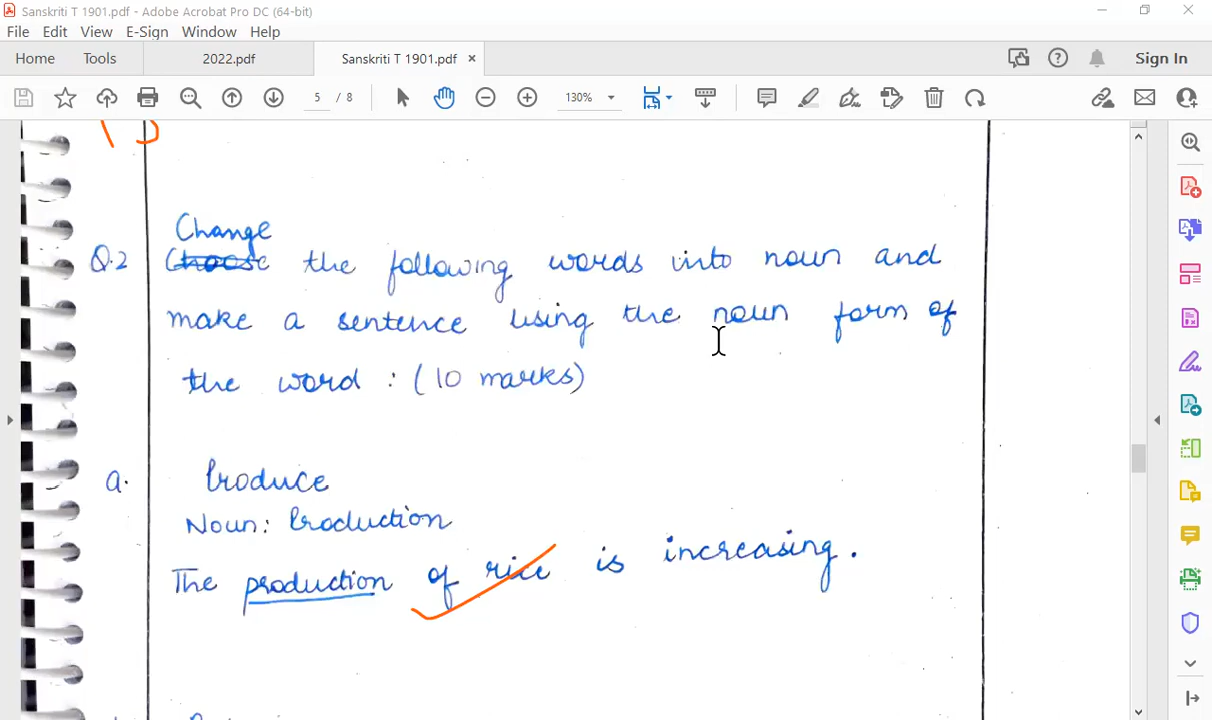 Sanskriti T 1901.pdf - Adobe Acrobat Pro DC (64-bit)
File Edit View E-Sign Window Help
Home Tools 2022.pdf Sanskriti T 1901.pdf × Sign In
5 / 8 130%
Change
Q.2 Choose the following words into noun and
make a sentence using the noun form of
the word : (10 marks)
a. Produce
Noun: Production
The production of rice is increasing.